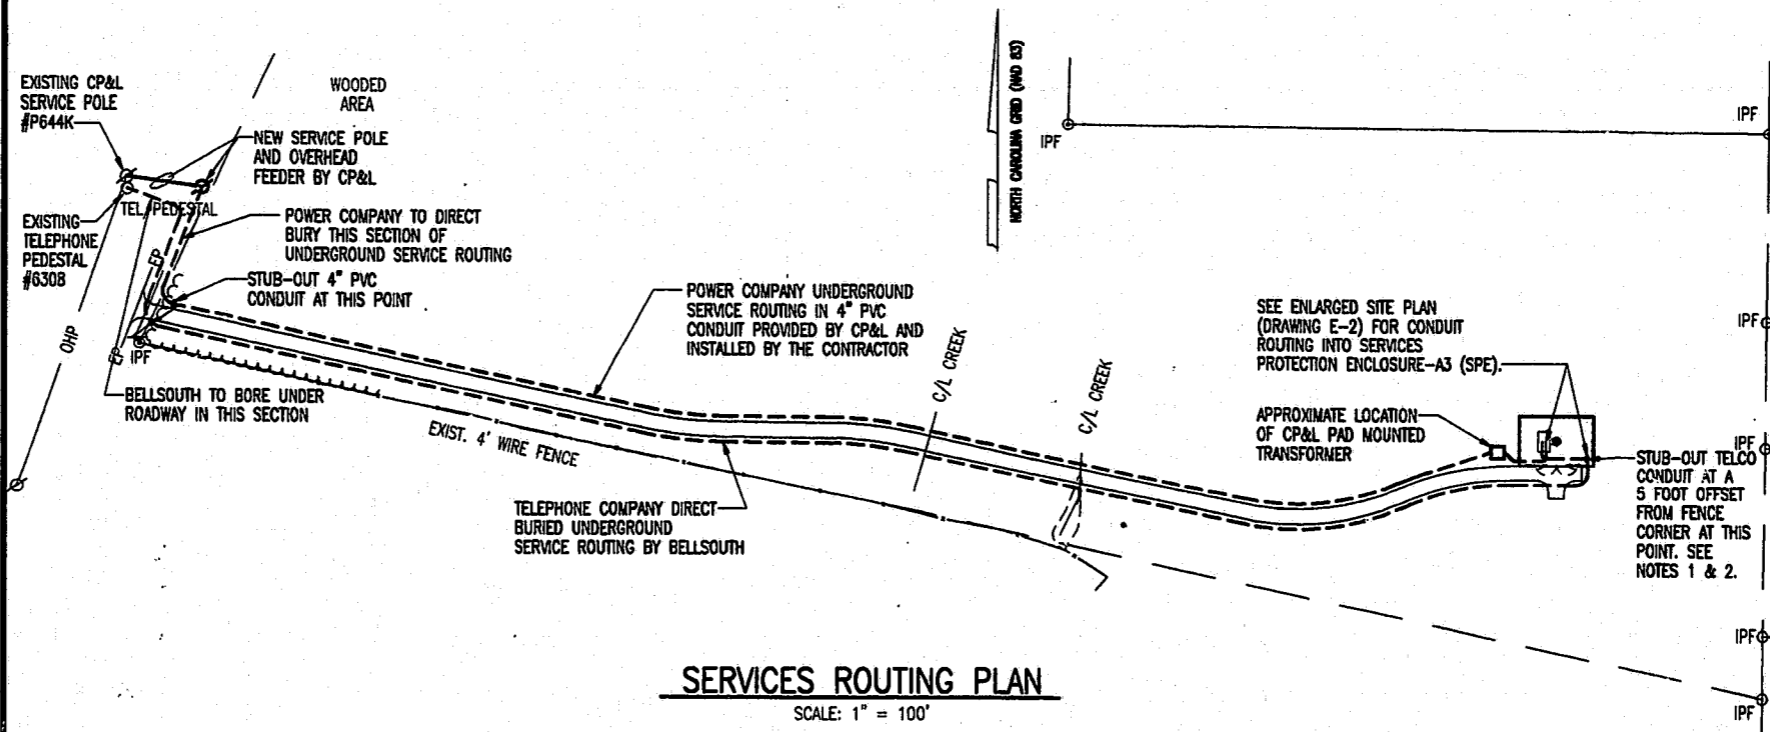 EXISTING CP&L
SERVICE POLE
#P644K
WOODED
AREA
NEW SERVICE POLE
AND OVERHEAD
FEEDER BY CP&L
TEL. PEDESTAL
EXISTING
TELEPHONE
PEDESTAL
#6308
POWER COMPANY TO DIRECT
BURY THIS SECTION OF
UNDERGROUND SERVICE ROUTING
EP
STUB-OUT 4" PVC
CONDUIT AT THIS POINT
OHP
EP
IPF
BELLSOUTH TO BORE UNDER
ROADWAY IN THIS SECTION
EXIST. 4' WIRE FENCE
POWER COMPANY UNDERGROUND
SERVICE ROUTING IN 4" PVC
CONDUIT PROVIDED BY CP&L AND
INSTALLED BY THE CONTRACTOR
TELEPHONE COMPANY DIRECT
BURIED UNDERGROUND
SERVICE ROUTING BY BELLSOUTH
C/L CREEK
C/L CREEK
NORTH CAROLINA GRID (NAD 83)
IPF
IPF
IPF
SEE ENLARGED SITE PLAN
(DRAWING E-2) FOR CONDUIT
ROUTING INTO SERVICES
PROTECTION ENCLOSURE-A3 (SPE).
APPROXIMATE LOCATION
OF CP&L PAD MOUNTED
TRANSFORMER
IPF
STUB-OUT TELCO
CONDUIT AT A
5 FOOT OFFSET
FROM FENCE
CORNER AT THIS
POINT. SEE
NOTES 1 & 2.
IPF
IPF
SERVICES ROUTING PLAN
SCALE: 1" = 100'